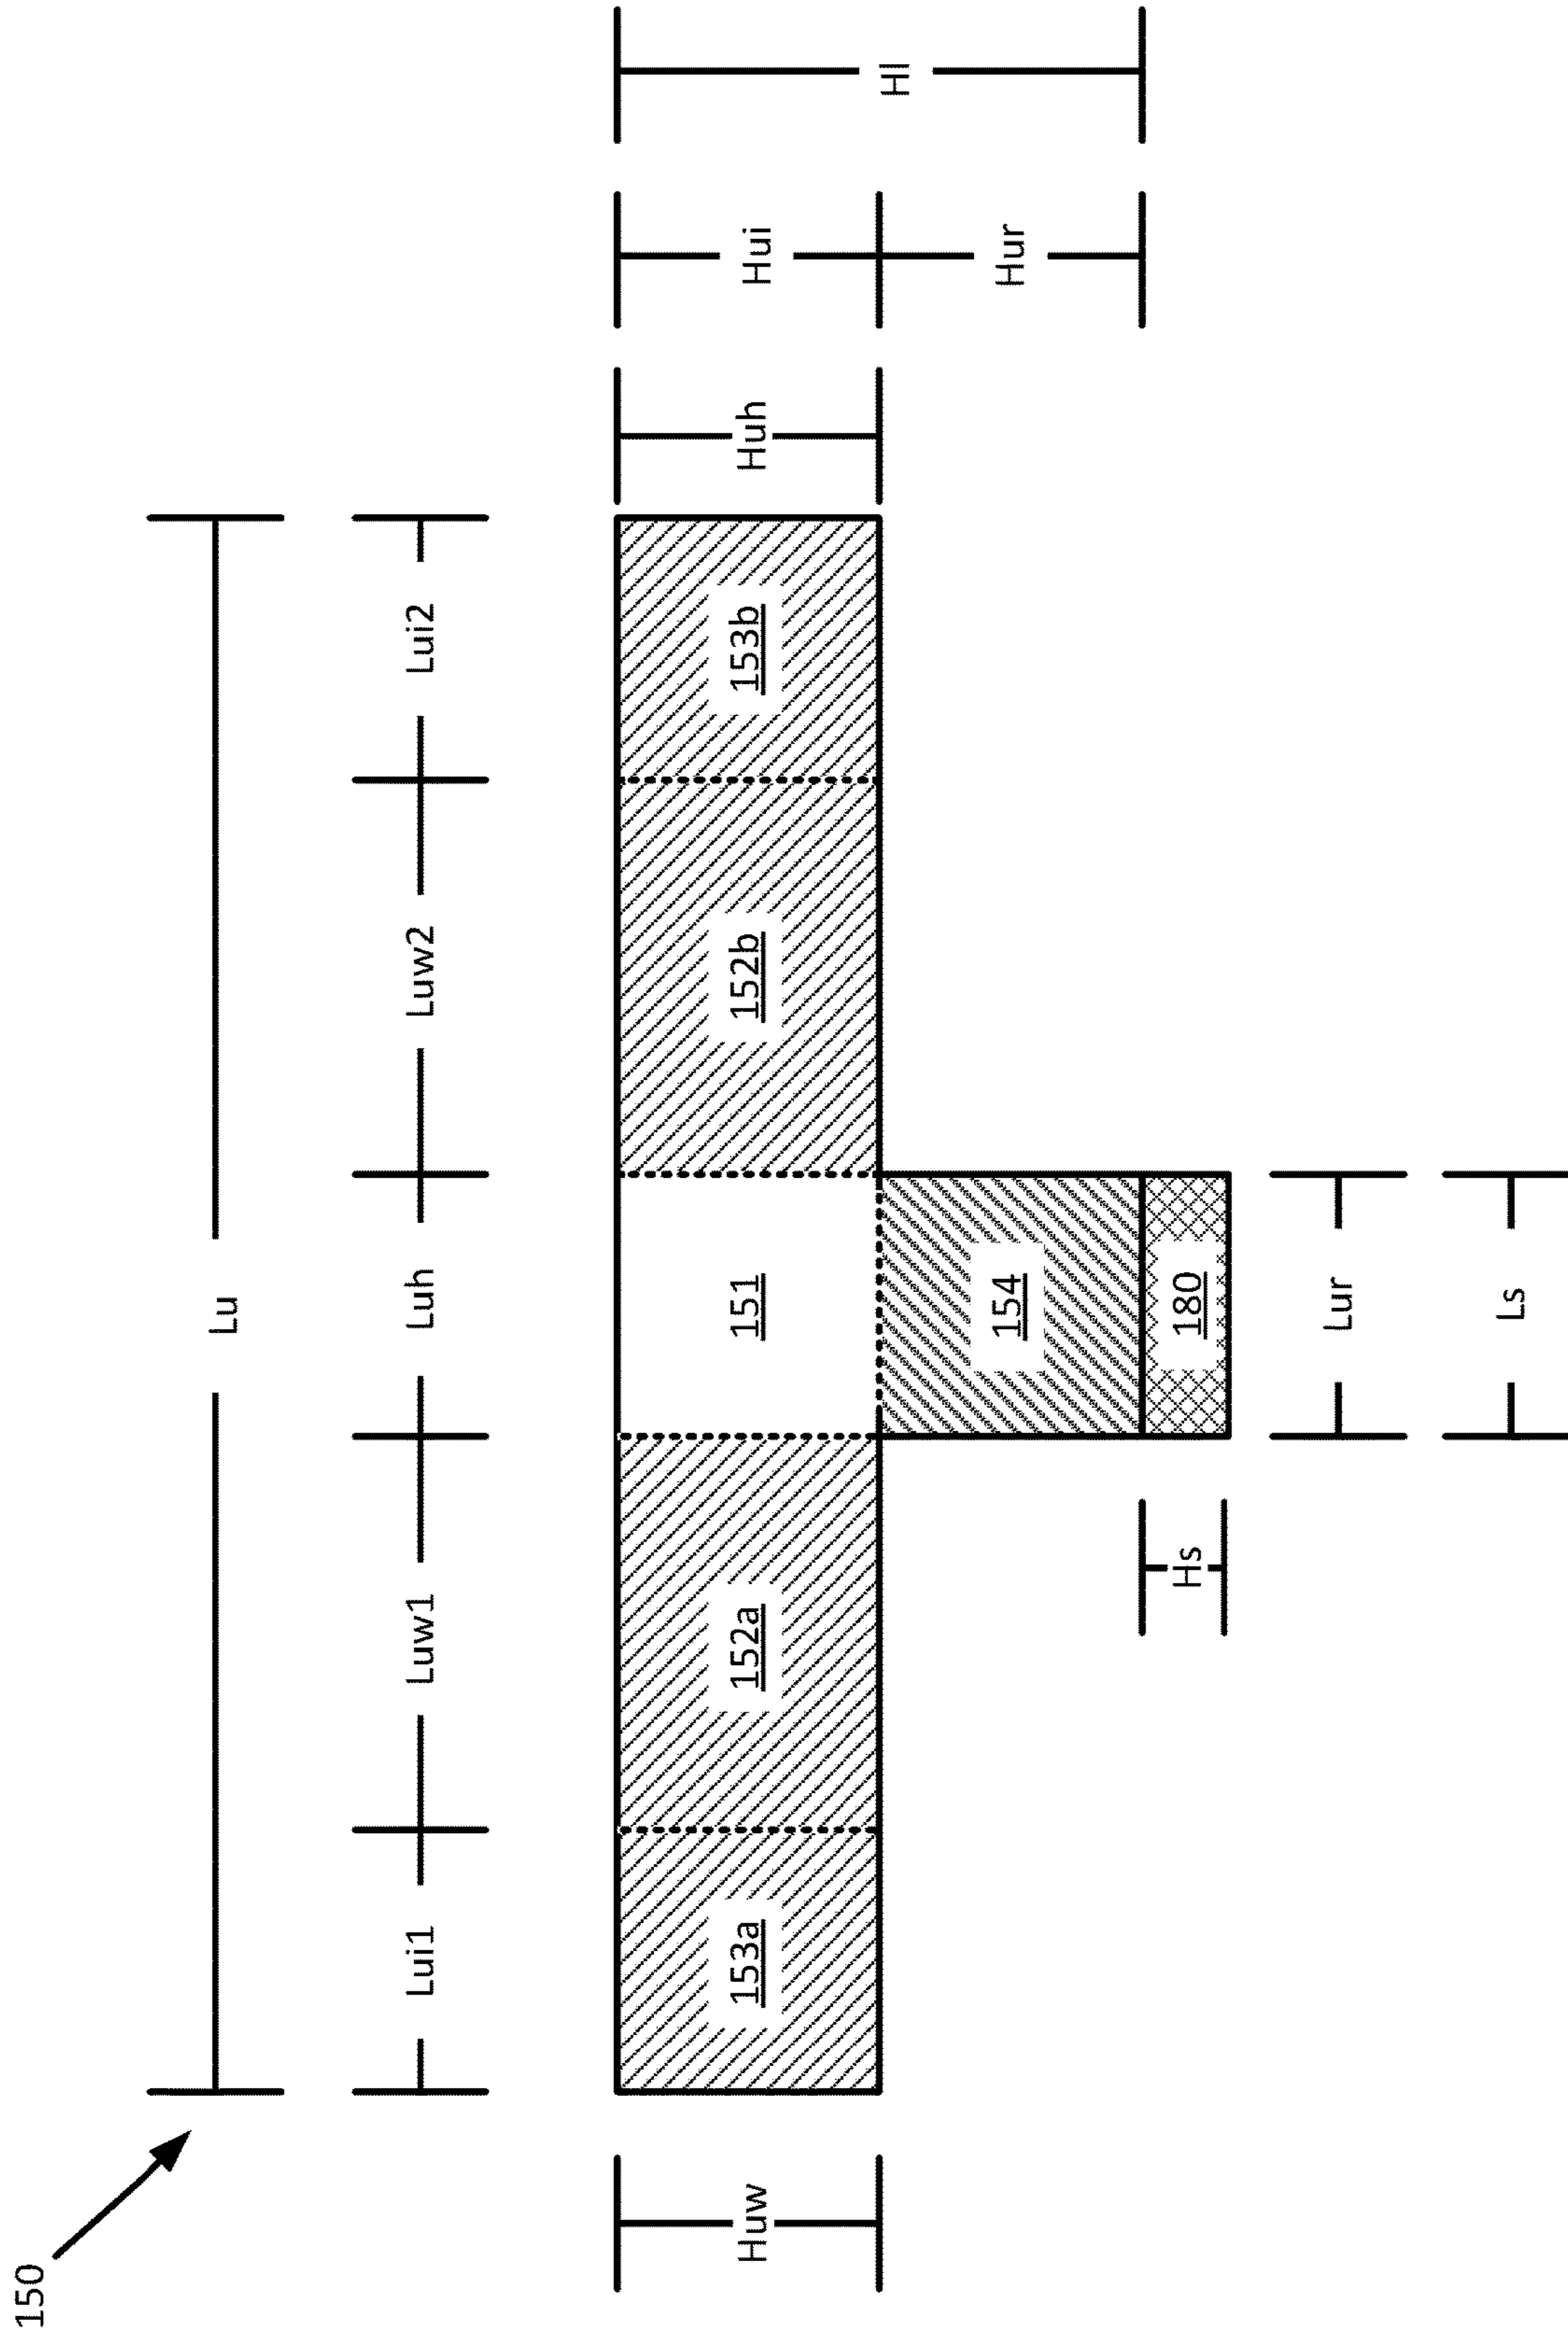 150
Lu
Lui1 Luw1 Luh Luw2 Lui2
Huw 153a 152a 151 152b 153b Huh Hui
Hl
154 Hur
Hs 180
Lur
Ls